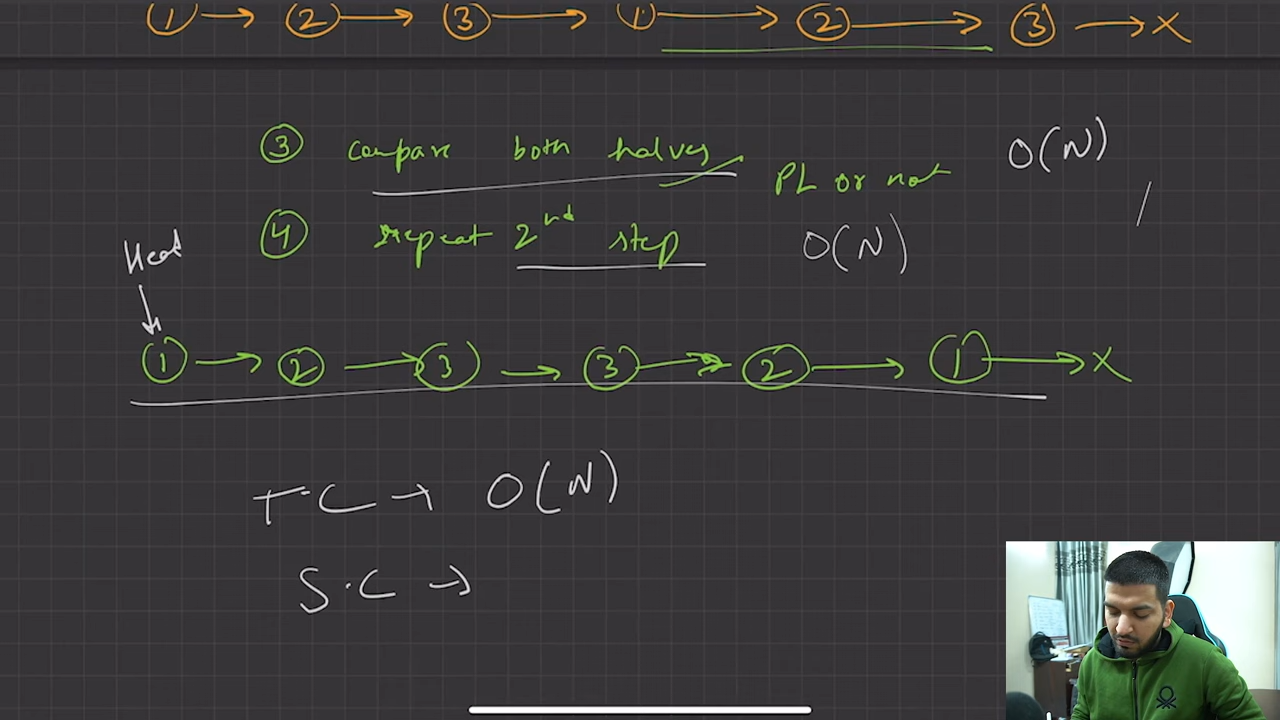 1 → 2 → 3 → 1 → 2 → 3 → X
③ compare both halves
O(N)
PL or not
④ repeat 2nd step
O(N)
Head
1 → 2 → 3 → 3 → 2 → 1 → X
T.C → O(N)
S.C →